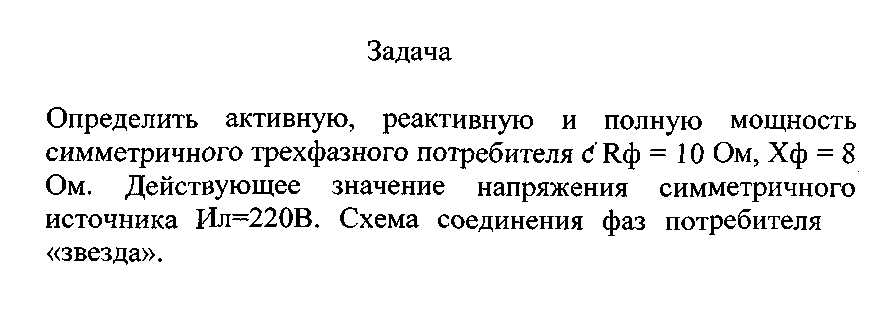 Задача
Определить активную, реактивную и полную мощность
симметричного трехфазного потребителя с Rф = 10 Ом, Xф = 8
Ом. Действующее значение напряжения симметричного
источника Ил=220В. Схема соединения фаз потребителя
«звезда».